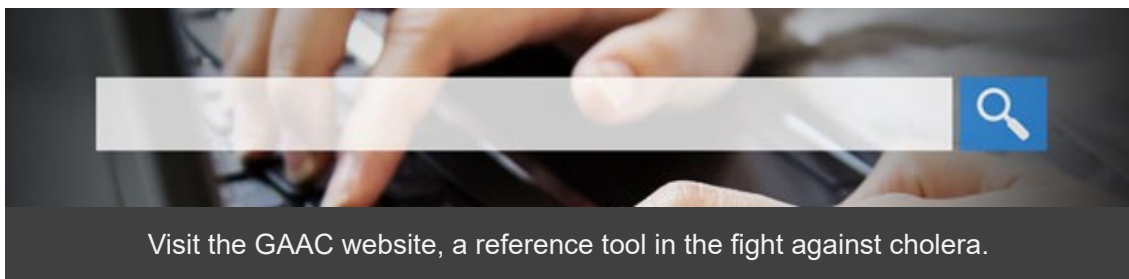 Visit the GAAC website, a reference tool in the fight against cholera.